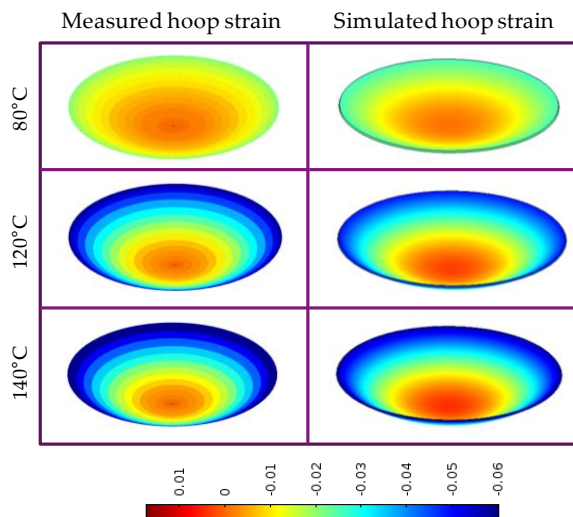 Measured hoop strain Simulated hoop strain
80°C
120°C
140°C
0.01 0 -0.01 -0.02 -0.03 -0.04 -0.05 -0.06